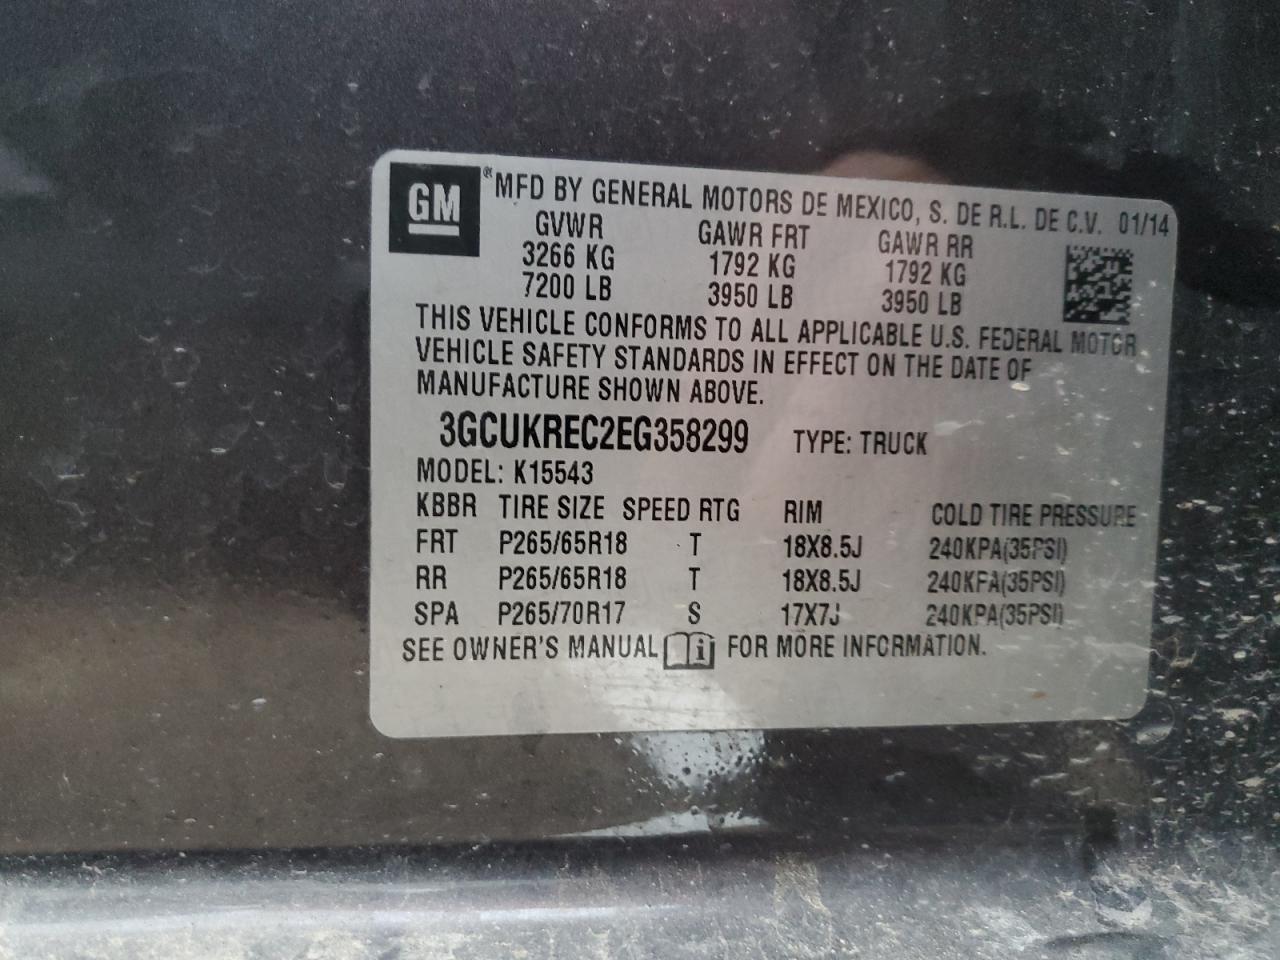 GM
®MFD BY GENERAL MOTORS DE MEXICO, S. DE R.L. DE C.V. 01/14
GVWR GAWR FRT GAWR RR
3266 KG 1792 KG 1792 KG
7200 LB 3950 LB 3950 LB
THIS VEHICLE CONFORMS TO ALL APPLICABLE U.S. FEDERAL MOTOR
VEHICLE SAFETY STANDARDS IN EFFECT ON THE DATE OF
MANUFACTURE SHOWN ABOVE.
3GCUKREC2EG358299 TYPE: TRUCK
MODEL: K15543
KBBR TIRE SIZE SPEED RTG RIM COLD TIRE PRESSURE
FRT P265/65R18 T 18X8.5J 240KPA(35PSI)
RR P265/65R18 T 18X8.5J 240KPA(35PSI)
SPA P265/70R17 S 17X7J 240KPA(35PSI)
SEE OWNER'S MANUAL i FOR MORE INFORMATION.